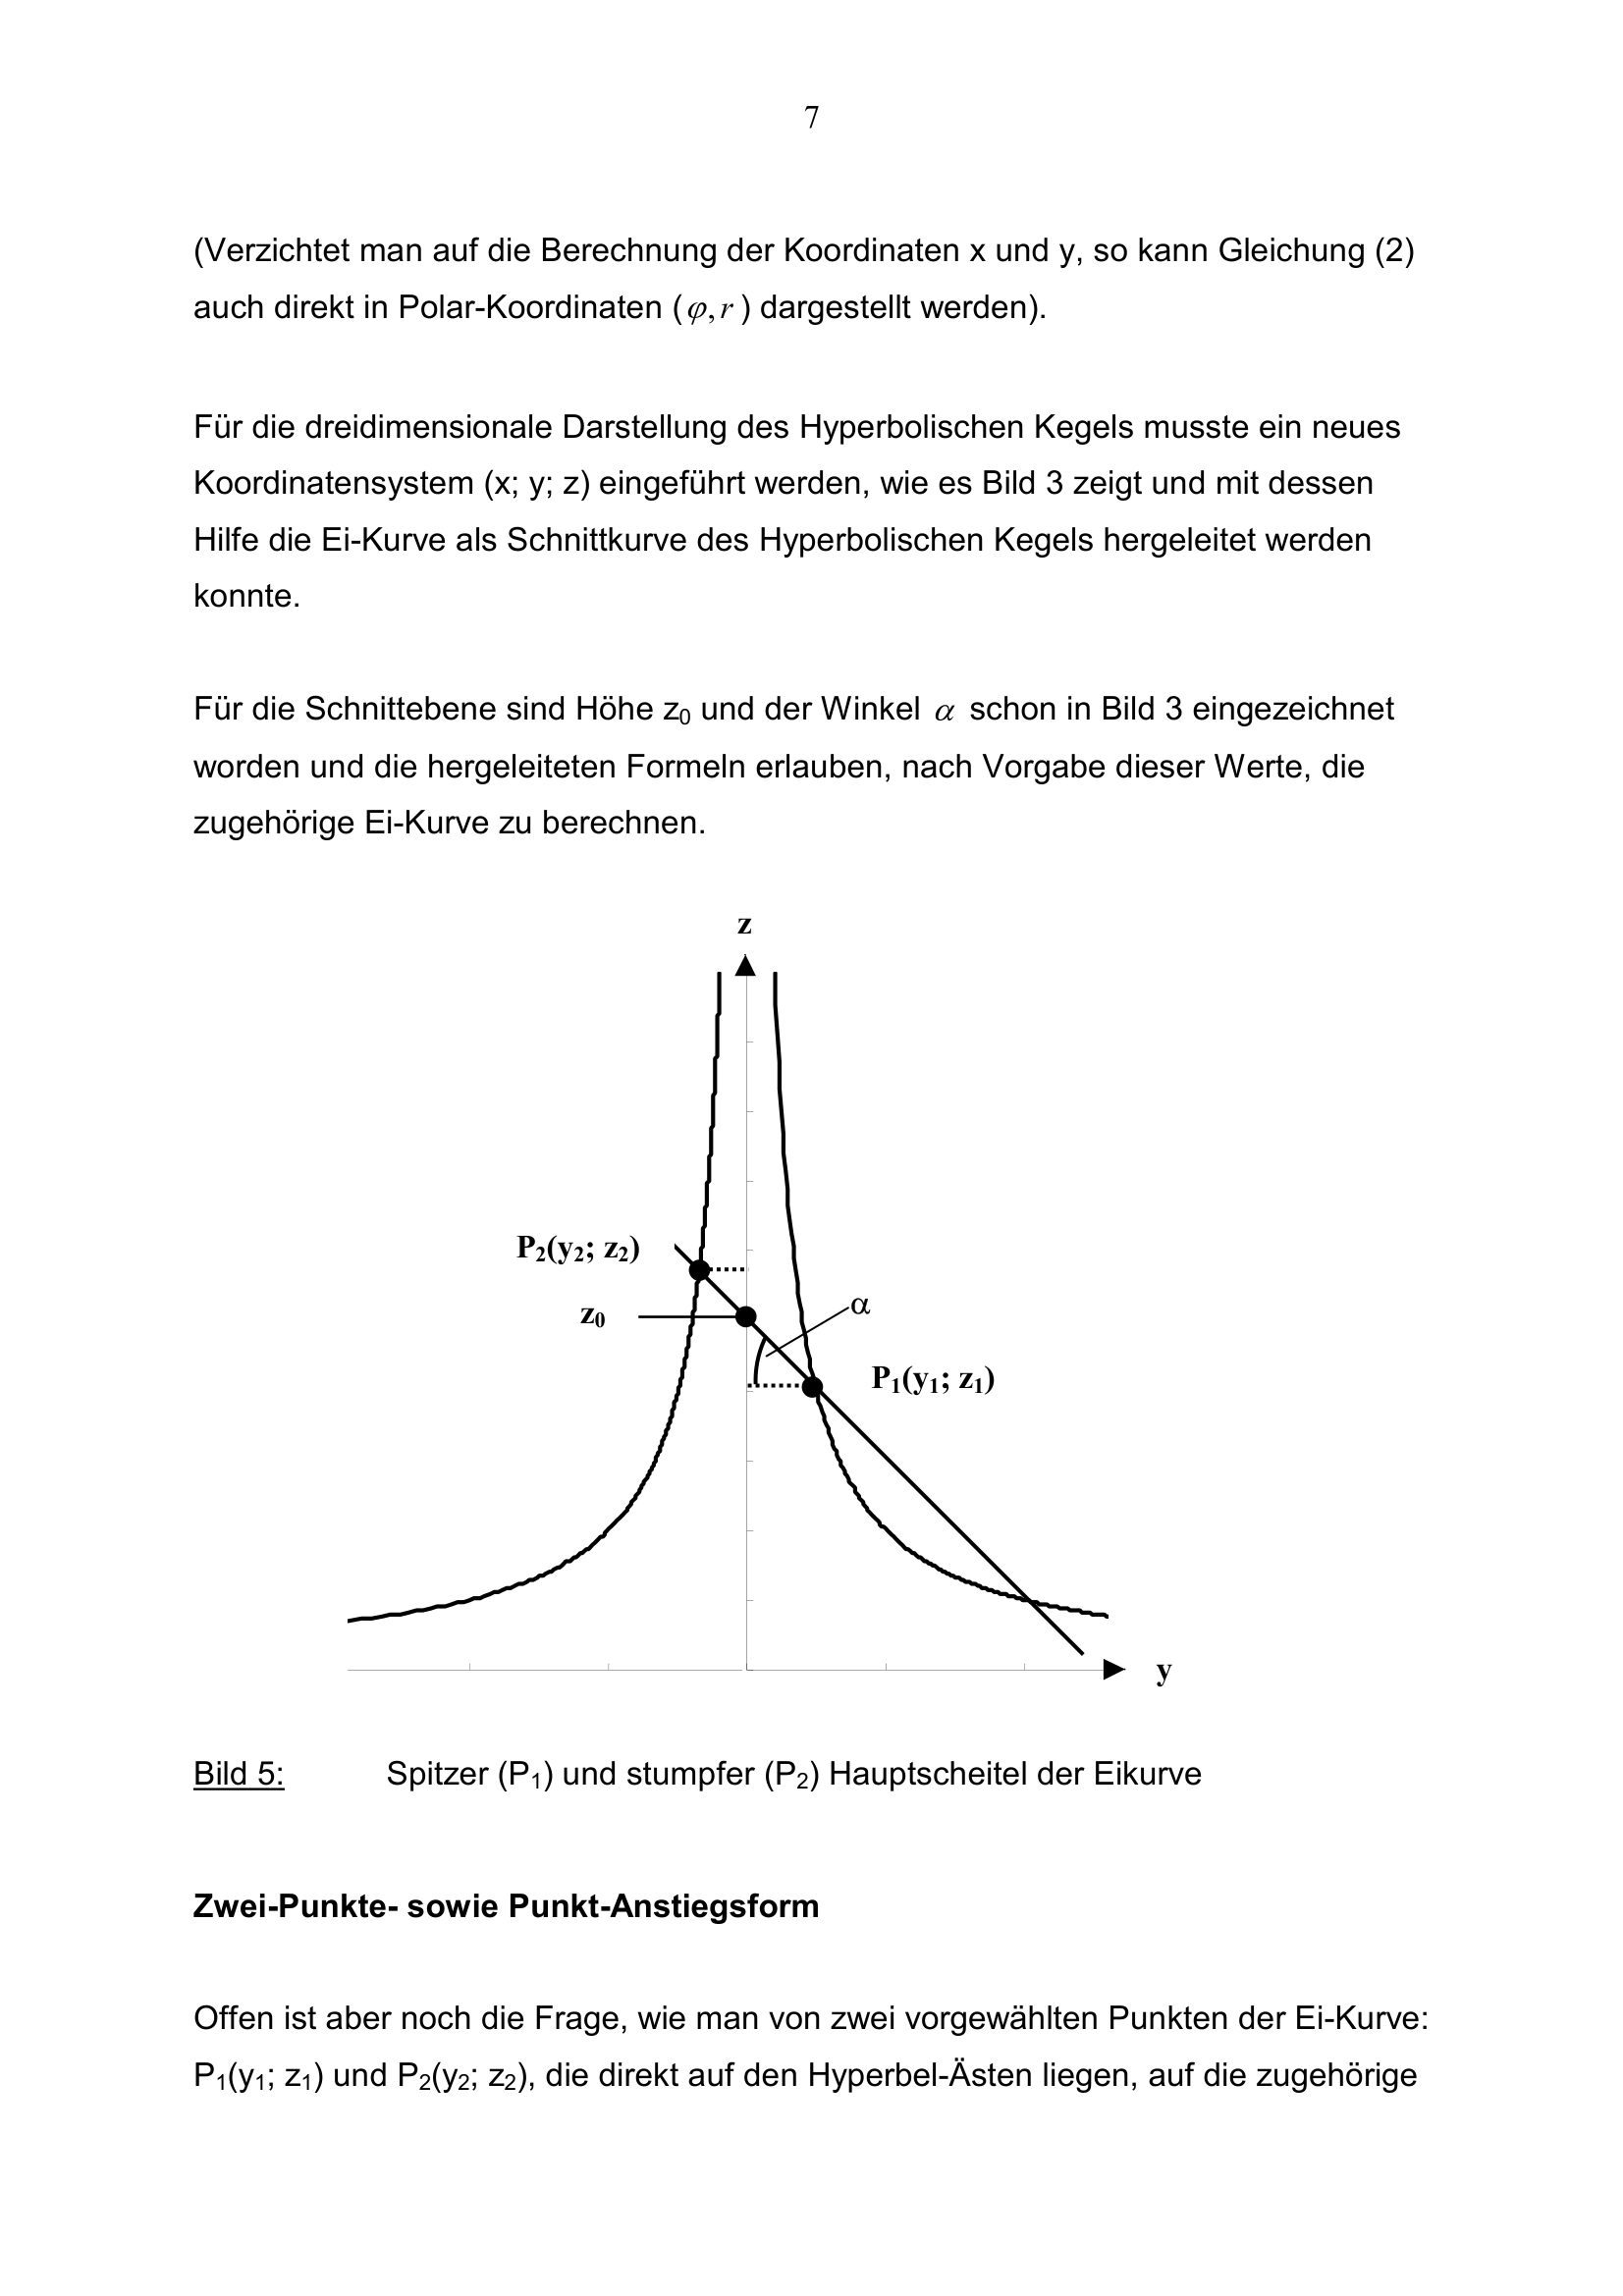 7
(Verzichtet man auf die Berechnung der Koordinaten x und y, so kann Gleichung (2)
auch direkt in Polar-Koordinaten (φ, r ) dargestellt werden).
Für die dreidimensionale Darstellung des Hyperbolischen Kegels musste ein neues
Koordinatensystem (x; y; z) eingeführt werden, wie es Bild 3 zeigt und mit dessen
Hilfe die Ei-Kurve als Schnittkurve des Hyperbolischen Kegels hergeleitet werden
konnte.
Für die Schnittebene sind Höhe z₀ und der Winkel α schon in Bild 3 eingezeichnet
worden und die hergeleiteten Formeln erlauben, nach Vorgabe dieser Werte, die
zugehörige Ei-Kurve zu berechnen.
z
P₂(y₂; z₂)
z₀
α
P₁(y₁; z₁)
y
Bild 5: Spitzer (P₁) und stumpfer (P₂) Hauptscheitel der Eikurve
Zwei-Punkte- sowie Punkt-Anstiegsform
Offen ist aber noch die Frage, wie man von zwei vorgewählten Punkten der Ei-Kurve:
P₁(y₁; z₁) und P₂(y₂; z₂), die direkt auf den Hyperbel-Ästen liegen, auf die zugehörige